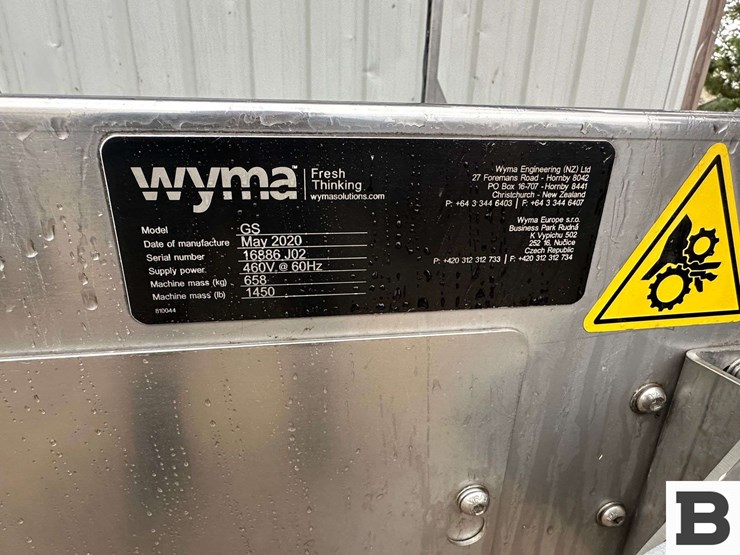 wyma™
Fresh
Thinking
wymasolutions.com
Wyma Engineering (NZ) Ltd
27 Foremans Road - Hornby 8042
PO Box 16-707 - Hornby 8441
Christchurch - New Zealand
P: +64 3 344 6403 | F: +64 3 344 6407
Wyma Europe s.r.o.
Business Park Rudná
K Vypichu 502
252 16, Nučice
Czech Republic
P: +420 312 312 733 | F: +420 312 312 734
Model GS
Date of manufacture May 2020
Serial number 16886.J02
Supply power 460V @ 60Hz
Machine mass (kg) 658
Machine mass (lb) 1450
810044
B